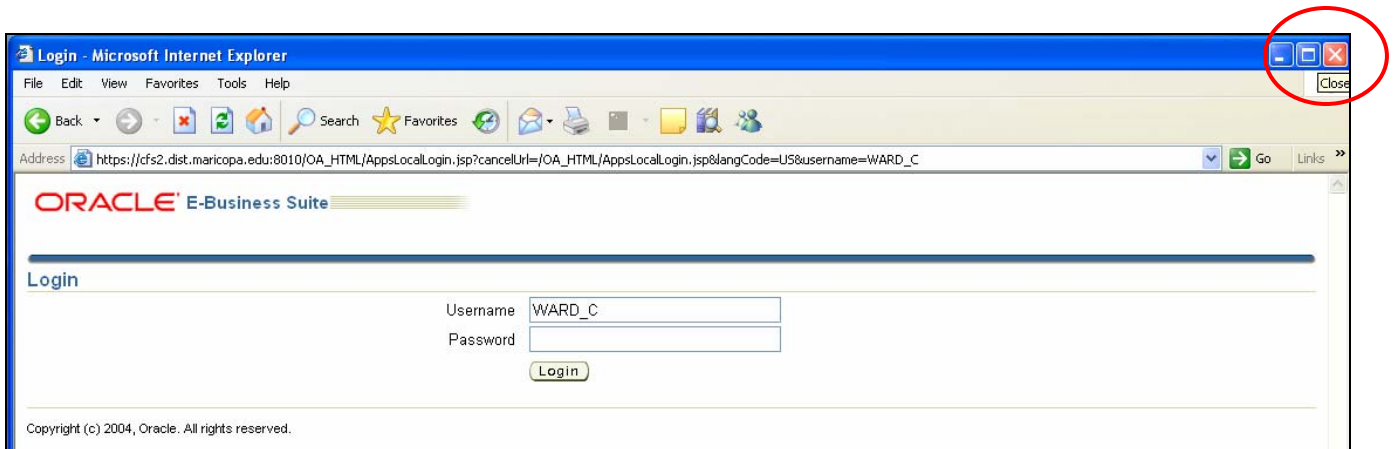 Login - Microsoft Internet Explorer
File Edit View Favorites Tools Help
Close
Back Search Favorites
Address https://cfs2.dist.maricopa.edu:8010/OA_HTML/AppsLocalLogin.jsp?cancelUrl=/OA_HTML/AppsLocalLogin.jsp&langCode=US&username=WARD_C Go Links »
ORACLE' E-Business Suite
Login
Username WARD_C
Password
Login
Copyright (c) 2004, Oracle. All rights reserved.